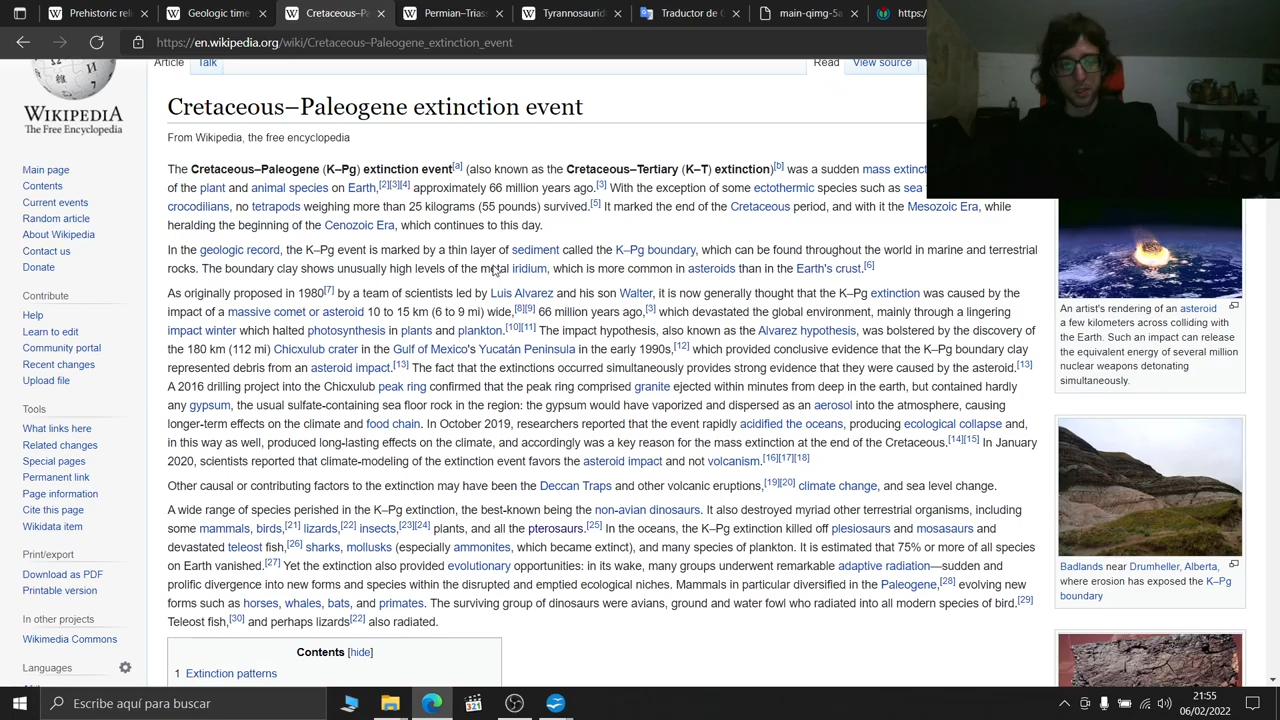 Prehistoric reli
Cretaceous-Pa
Permian–Trias
Tyrannosaurid
Traductor de G
main-qimg-5a
https:/
https://en.wikipedia.org/wiki/Cretaceous–Paleogene_extinction_event
WIKIPEDIA
The Free Encyclopedia
Main page
Contents
Current events
Random article
About Wikipedia
Contact us
Donate
Contribute
Help
Learn to edit
Community portal
Recent changes
Upload file
Tools
What links here
Related changes
Special pages
Permanent link
Page information
Cite this page
Wikidata item
Print/export
Download as PDF
Printable version
In other projects
Wikimedia Commons
Languages
Article Talk Read View source
Cretaceous–Paleogene extinction event
From Wikipedia, the free encyclopedia
The Cretaceous–Paleogene (K–Pg) extinction event[a] (also known as the Cretaceous–Tertiary (K–T) extinction)[b] was a sudden mass extinct
of the plant and animal species on Earth,[2][3][4] approximately 66 million years ago.[3] With the exception of some ectothermic species such as sea
crocodilians, no tetrapods weighing more than 25 kilograms (55 pounds) survived.[5] It marked the end of the Cretaceous period, and with it the Mesozoic Era, while
heralding the beginning of the Cenozoic Era, which continues to this day.
In the geologic record, the K–Pg event is marked by a thin layer of sediment called the K–Pg boundary, which can be found throughout the world in marine and terrestrial
rocks. The boundary clay shows unusually high levels of the metal iridium, which is more common in asteroids than in the Earth's crust.[6]
As originally proposed in 1980[7] by a team of scientists led by Luis Alvarez and his son Walter, it is now generally thought that the K–Pg extinction was caused by the
impact of a massive comet or asteroid 10 to 15 km (6 to 9 mi) wide,[8][9] 66 million years ago,[3] which devastated the global environment, mainly through a lingering
impact winter which halted photosynthesis in plants and plankton.[10][11] The impact hypothesis, also known as the Alvarez hypothesis, was bolstered by the discovery of
the 180 km (112 mi) Chicxulub crater in the Gulf of Mexico's Yucatán Peninsula in the early 1990s,[12] which provided conclusive evidence that the K–Pg boundary clay
represented debris from an asteroid impact.[13] The fact that the extinctions occurred simultaneously provides strong evidence that they were caused by the asteroid.[13]
A 2016 drilling project into the Chicxulub peak ring confirmed that the peak ring comprised granite ejected within minutes from deep in the earth, but contained hardly
any gypsum, the usual sulfate-containing sea floor rock in the region: the gypsum would have vaporized and dispersed as an aerosol into the atmosphere, causing
longer-term effects on the climate and food chain. In October 2019, researchers reported that the event rapidly acidified the oceans, producing ecological collapse and,
in this way as well, produced long-lasting effects on the climate, and accordingly was a key reason for the mass extinction at the end of the Cretaceous.[14][15] In January
2020, scientists reported that climate-modeling of the extinction event favors the asteroid impact and not volcanism.[16][17][18]
Other causal or contributing factors to the extinction may have been the Deccan Traps and other volcanic eruptions,[19][20] climate change, and sea level change.
A wide range of species perished in the K–Pg extinction, the best-known being the non-avian dinosaurs. It also destroyed myriad other terrestrial organisms, including
some mammals, birds,[21] lizards,[22] insects,[23][24] plants, and all the pterosaurs.[25] In the oceans, the K–Pg extinction killed off plesiosaurs and mosasaurs and
devastated teleost fish,[26] sharks, mollusks (especially ammonites, which became extinct), and many species of plankton. It is estimated that 75% or more of all species
on Earth vanished.[27] Yet the extinction also provided evolutionary opportunities: in its wake, many groups underwent remarkable adaptive radiation—sudden and
prolific divergence into new forms and species within the disrupted and emptied ecological niches. Mammals in particular diversified in the Paleogene,[28] evolving new
forms such as horses, whales, bats, and primates. The surviving group of dinosaurs were avians, ground and water fowl who radiated into all modern species of bird.[29]
Teleost fish,[30] and perhaps lizards[22] also radiated.
Contents [hide]
1 Extinction patterns
An artist's rendering of an asteroid
a few kilometers across colliding with
the Earth. Such an impact can release
the equivalent energy of several million
nuclear weapons detonating
simultaneously.
Badlands near Drumheller, Alberta,
where erosion has exposed the K–Pg
boundary
Escribe aquí para buscar
321
21:55
06/02/2022